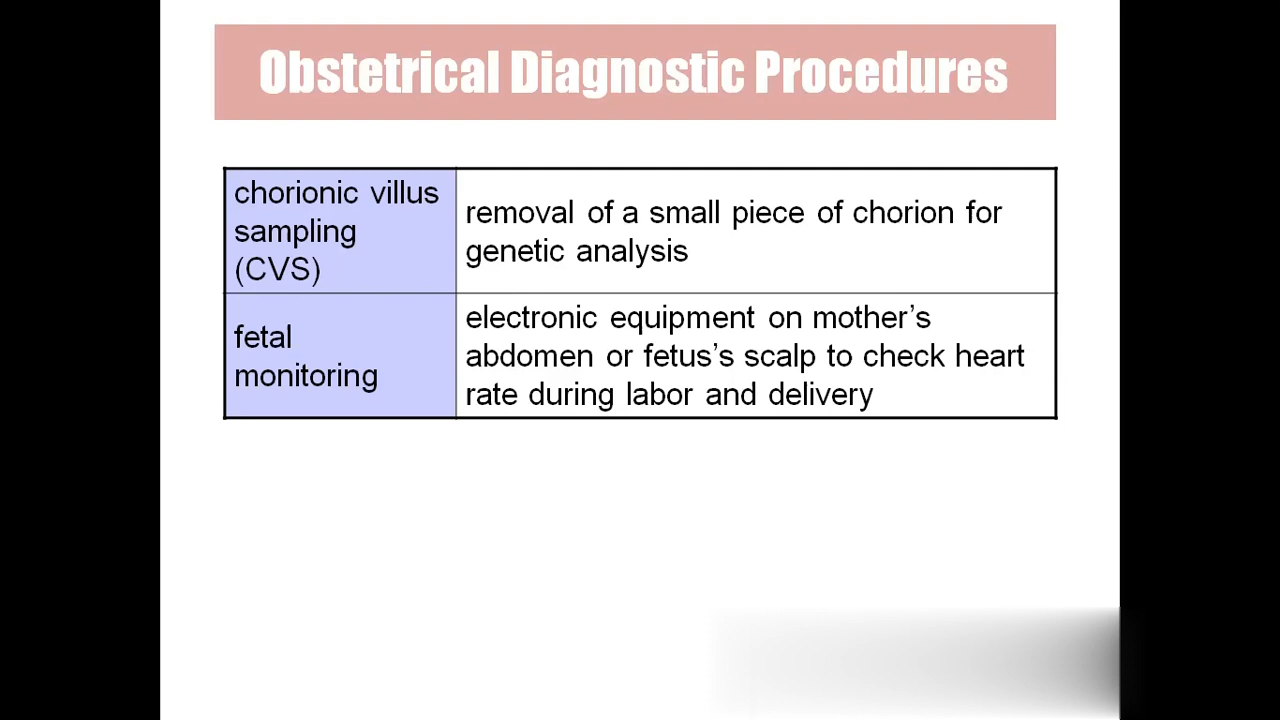 Obstetrical Diagnostic Procedures
chorionic villus
sampling
(CVS)
removal of a small piece of chorion for
genetic analysis
fetal
monitoring
electronic equipment on mother’s
abdomen or fetus’s scalp to check heart
rate during labor and delivery